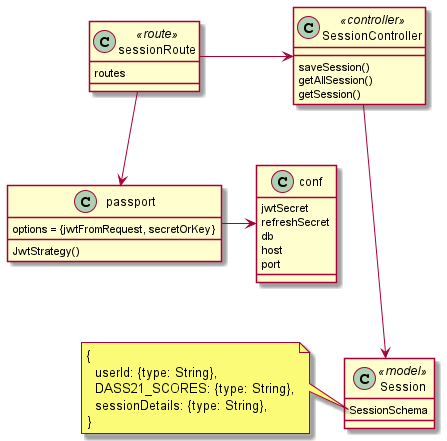 C «route»
sessionRoute
routes
C «controller»
SessionController
saveSession()
getAllSession()
getSession()
C passport
options = {jwtFromRequest, secretOrKey}
JwtStrategy()
C conf
jwtSecret
refreshSecret
db
host
port
{
userId: {type: String},
DASS21_SCORES: {type: String},
sessionDetails: {type: String},
}
C «model»
Session
SessionSchema